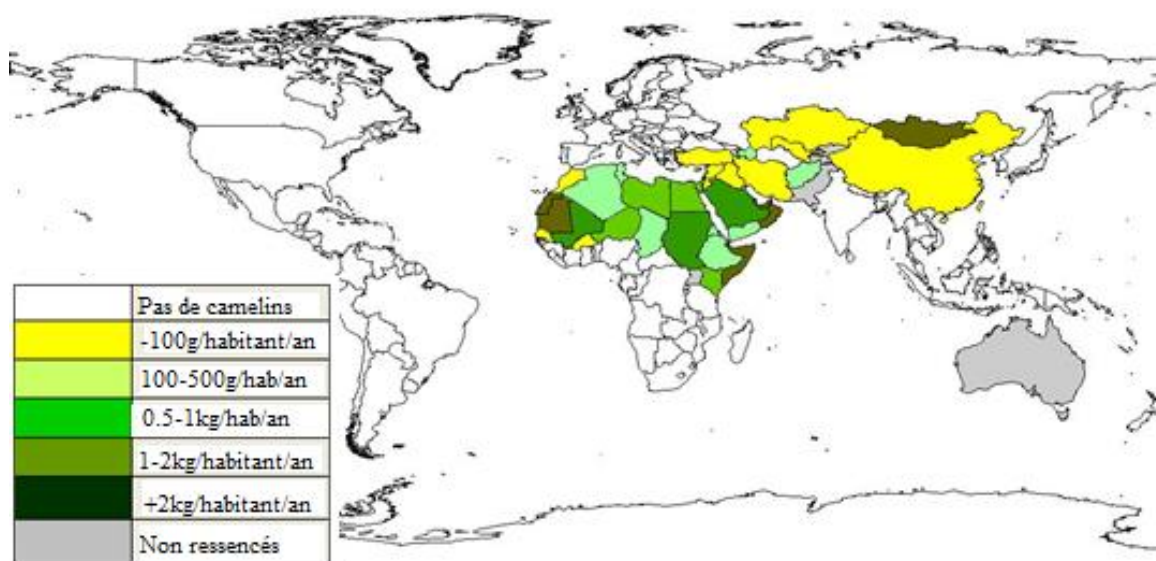 Pas de camelins
-100g/habitant/an
100-500g/hab/an
0.5-1kg/hab/an
1-2kg/habitant/an
+2kg/habitant/an
Non ressencés